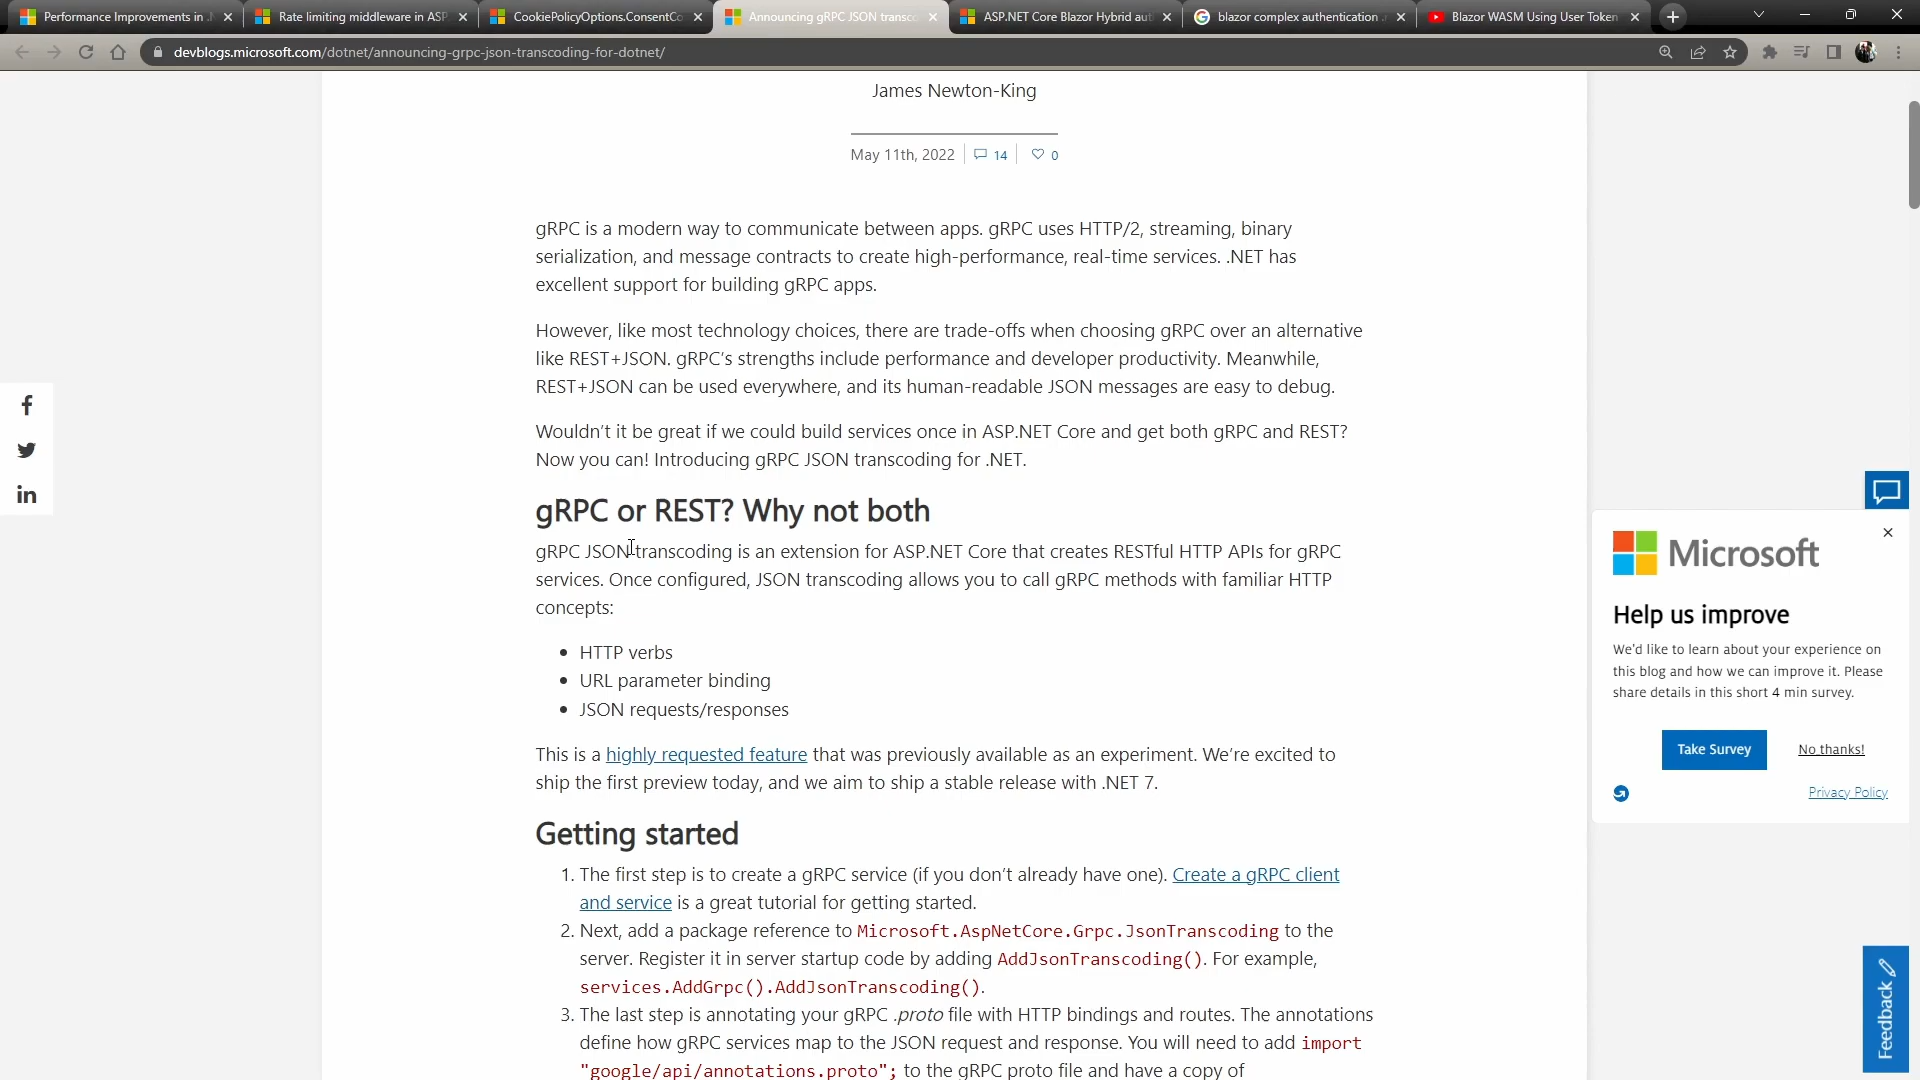 Performance Improvements in .N
Rate limiting middleware in ASP
CookiePolicyOptions.ConsentCo
Announcing gRPC JSON transco
ASP.NET Core Blazor Hybrid aut
blazor complex authentication
Blazor WASM Using User Token
devblogs.microsoft.com/dotnet/announcing-grpc-json-transcoding-for-dotnet/
James Newton-King
May 11th, 2022
14
0
gRPC is a modern way to communicate between apps. gRPC uses HTTP/2, streaming, binary
serialization, and message contracts to create high-performance, real-time services. .NET has
excellent support for building gRPC apps.
However, like most technology choices, there are trade-offs when choosing gRPC over an alternative
like REST+JSON. gRPC’s strengths include performance and developer productivity. Meanwhile,
REST+JSON can be used everywhere, and its human-readable JSON messages are easy to debug.
Wouldn’t it be great if we could build services once in ASP.NET Core and get both gRPC and REST?
Now you can! Introducing gRPC JSON transcoding for .NET.
gRPC or REST? Why not both
gRPC JSON transcoding is an extension for ASP.NET Core that creates RESTful HTTP APIs for gRPC
services. Once configured, JSON transcoding allows you to call gRPC methods with familiar HTTP
concepts:
• HTTP verbs
• URL parameter binding
• JSON requests/responses
This is a highly requested feature that was previously available as an experiment. We’re excited to
ship the first preview today, and we aim to ship a stable release with .NET 7.
Getting started
1. The first step is to create a gRPC service (if you don’t already have one). Create a gRPC client
and service is a great tutorial for getting started.
2. Next, add a package reference to Microsoft.AspNetCore.Grpc.JsonTranscoding to the
server. Register it in server startup code by adding AddJsonTranscoding(). For example,
services.AddGrpc().AddJsonTranscoding().
3. The last step is annotating your gRPC .proto file with HTTP bindings and routes. The annotations
define how gRPC services map to the JSON request and response. You will need to add import
"google/api/annotations.proto"; to the gRPC proto file and have a copy of
Microsoft
Help us improve
We'd like to learn about your experience on
this blog and how we can improve it. Please
share details in this short 4 min survey.
Take Survey
No thanks!
Privacy Policy
Feedback